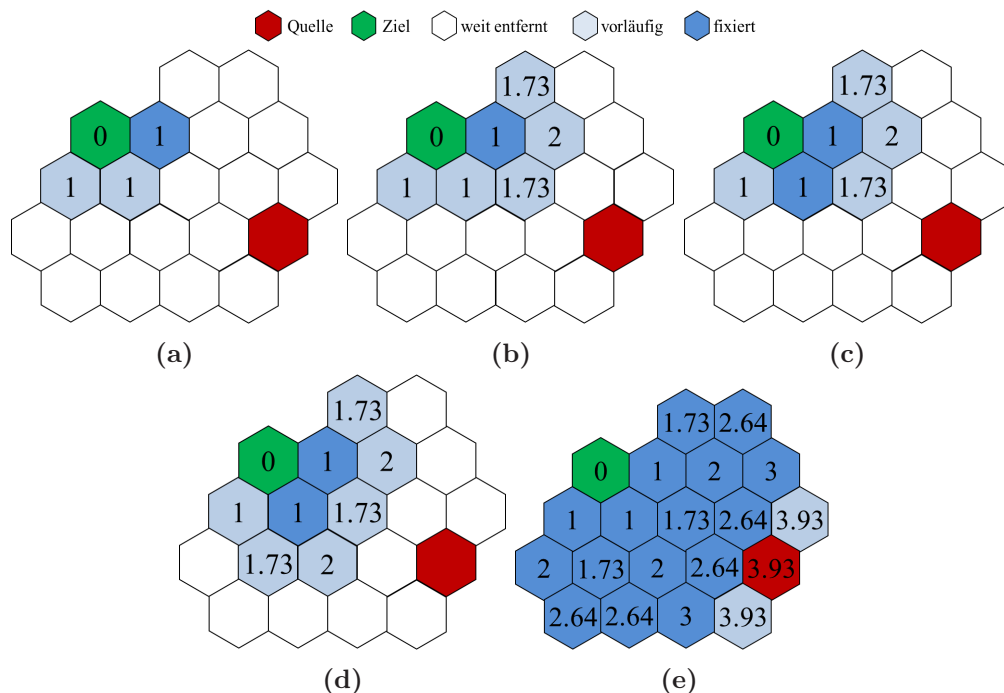 Quelle Ziel weit entfernt vorläufig fixiert
1.73
0 1 0 1 2 0 1 2
1 1 1 1 1.73 1 1 1.73
(a) (b) (c)
1.73 1.73 2.64
0 1 2 0 1 2 3
1 1 1.73 1 1 1.73 2.64 3.93
1.73 2 2 1.73 2 2.64 3.93
2.64 2.64 3 3.93
(d) (e)